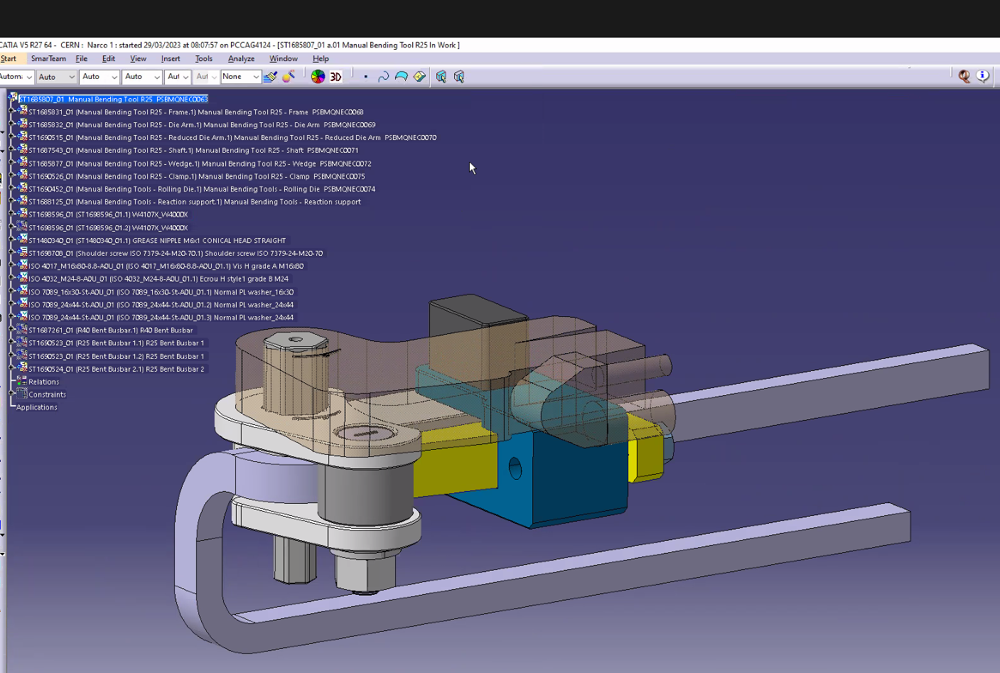 CATIA V5 R27 64 - CERN : Narco 1 : started 29/03/2023 at 08:07:57 on PCCAG4124 - [ST1685807_01 a.01 Manual Bending Tool R25 In Work ]
Start SmarTeam File Edit View Insert Tools Analyze Window Help
Auto Auto Auto Aut Aut None 3D
ST1685807_01 Manual Bending Tool R25 PSBMQNEC0063
ST1685831_01 (Manual Bending Tool R25 - Frame.1) Manual Bending Tool R25 - Frame PSBMQNEC0068
ST1685832_01 (Manual Bending Tool R25 - Die Arm.1) Manual Bending Tool R25 - Die Arm PSBMQNEC0069
ST1690515_01 (Manual Bending Tool R25 - Reduced Die Arm.1) Manual Bending Tool R25 - Reduced Die Arm PSBMQNEC0070
ST1687543_01 (Manual Bending Tool R25 - Shaft.1) Manual Bending Tool R25 - Shaft PSBMQNEC0071
ST1685877_01 (Manual Bending Tool R25 - Wedge.1) Manual Bending Tool R25 - Wedge PSBMQNEC0072
ST1690526_01 (Manual Bending Tool R25 - Clamp.1) Manual Bending Tool R25 - Clamp PSBMQNEC0075
ST1690452_01 (Manual Bending Tools - Rolling Die.1) Manual Bending Tools - Rolling Die PSBMQNEC0074
ST1688125_01 (Manual Bending Tools - Reaction support.1) Manual Bending Tools - Reaction support
ST1698596_01 (ST1698596_01.1) W4107X_W4000X
ST1698596_01 (ST1698596_01.2) W4107X_W4000X
ST1480340_01 (ST1480340_01.1) GREASE NIPPLE M6x1 CONICAL HEAD STRAIGHT
ST1698708_01 (Shoulder screw ISO 7379-24-M20-70.1) Shoulder screw ISO 7379-24-M20-70
ISO 4017_M16x60-8.8-A0U_01 (ISO 4017_M16x60-8.8-A0U_01.1) Vis H grade A M16x60
ISO 4032_M24-8-A0U_01 (ISO 4032_M24-8-A0U_01.1) Ecrou H style1 grade B M24
ISO 7089_16x30-St-A0U_01 (ISO 7089_16x30-St-A0U_01.1) Normal PL washer_16x30
ISO 7089_24x44-St-A0U_01 (ISO 7089_24x44-St-A0U_01.2) Normal PL washer_24x44
ISO 7089_24x44-St-A0U_01 (ISO 7089_24x44-St-A0U_01.3) Normal PL washer_24x44
ST1687261_01 (R40 Bent Busbar.1) R40 Bent Busbar
ST1690523_01 (R25 Bent Busbar 1.1) R25 Bent Busbar 1
ST1690523_01 (R25 Bent Busbar 1.2) R25 Bent Busbar 1
ST1690524_01 (R25 Bent Busbar 2.1) R25 Bent Busbar 2
Relations
Constraints
Applications